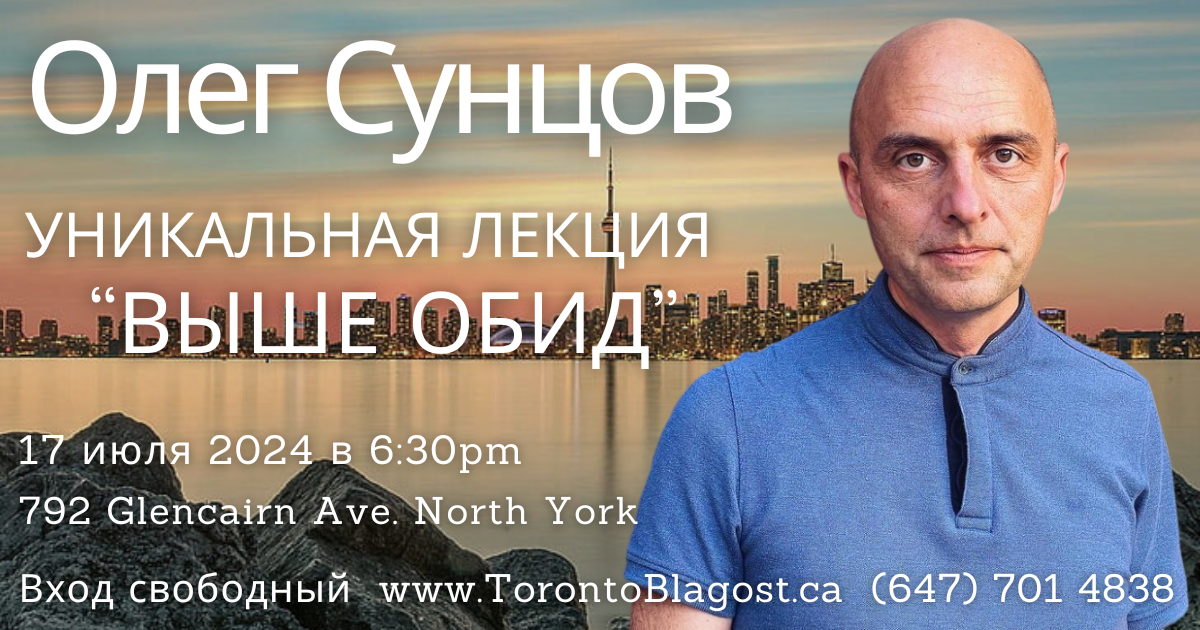 Олег Сунцов
УНИКАЛЬНАЯ ЛЕКЦИЯ
“ВЫШЕ ОБИД”
17 июля 2024 в 6:30pm
792 Glencairn Ave. North York
Вход свободный www.TorontoBlagost.ca (647) 701 4838